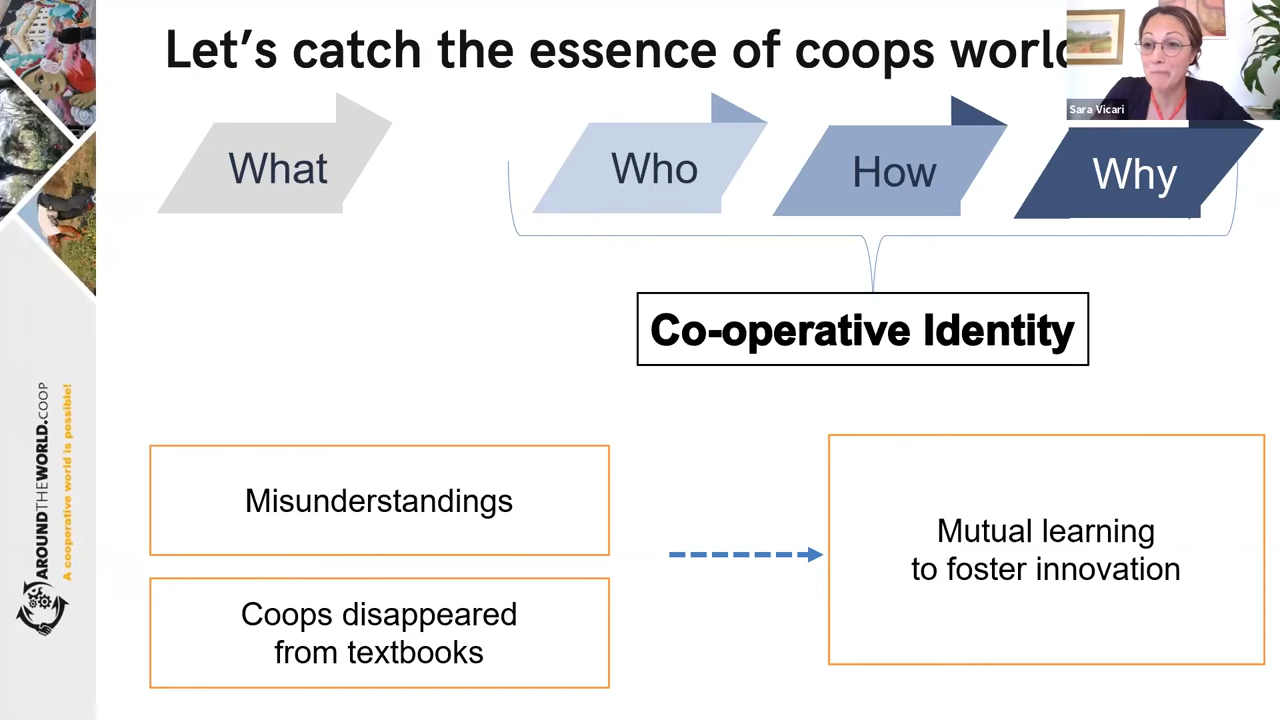 Let's catch the essence of coops world
Sara Vicari
What
Who
How
Why
Co-operative Identity
Misunderstandings
Coops disappeared
from textbooks
Mutual learning
to foster innovation
AROUNDTHEWORLD.COOP
A cooperative world is possible!